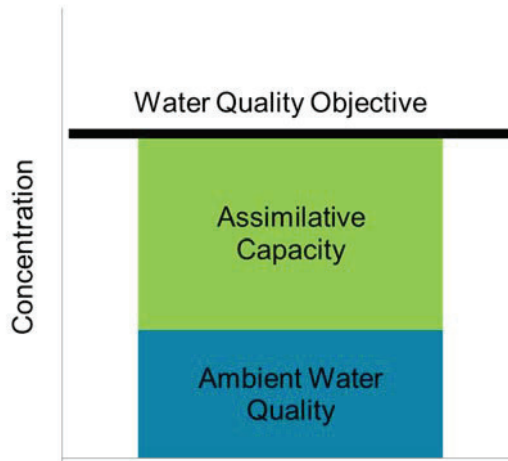 Water Quality Objective
Concentration
Assimilative
Capacity
Ambient Water
Quality